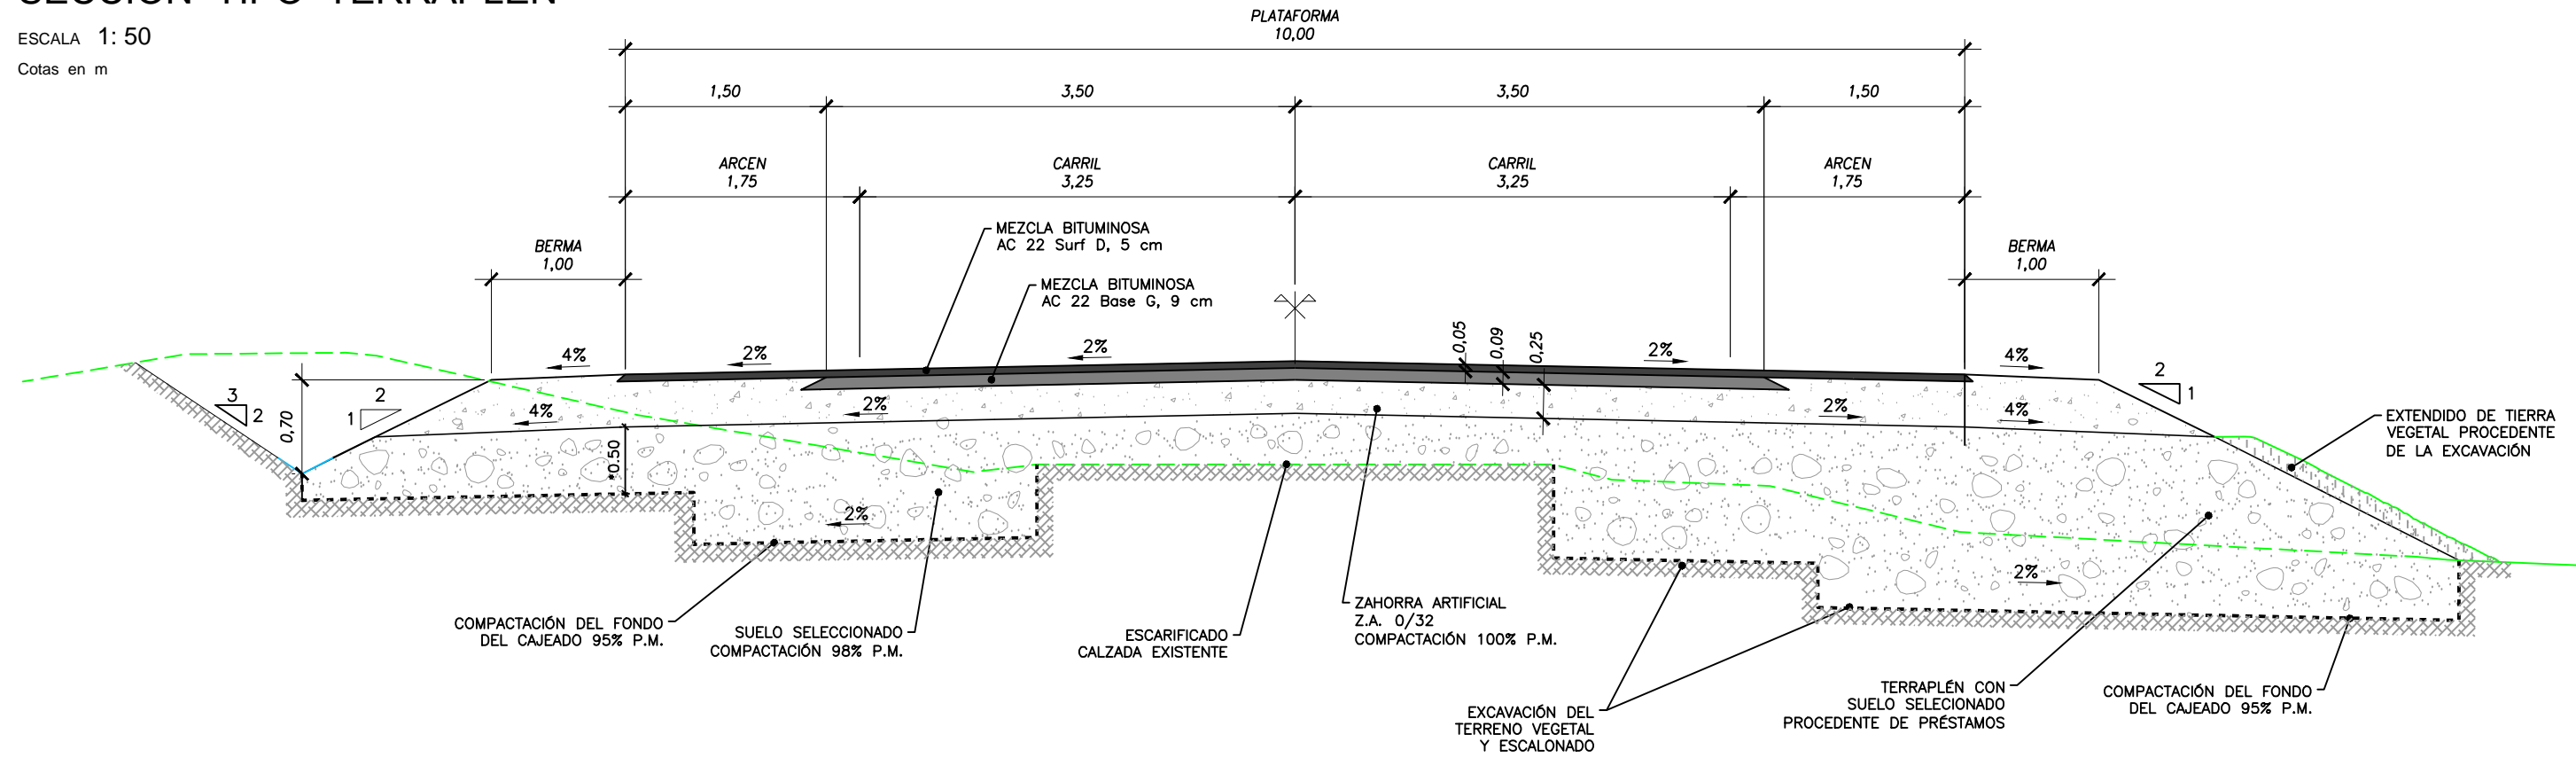 ESCALA 1: 50
Cotas en m
PLATAFORMA
10,00
1,50
3,50
3,50
1,50
ARCEN
1,75
CARRIL
3,25
CARRIL
3,25
ARCEN
1,75
BERMA
1,00
BERMA
1,00
MEZCLA BITUMINOSA
AC 22 Surf D, 5 cm
MEZCLA BITUMINOSA
AC 22 Base G, 9 cm
0,05
0,09
0,25
4%
2%
2%
2%
4%
3
2
0,70
2
1
4%
2%
2%
4%
2
1
*0.50
2%
2%
EXTENDIDO DE TIERRA
VEGETAL PROCEDENTE
DE LA EXCAVACIÓN
COMPACTACIÓN DEL FONDO
DEL CAJEADO 95% P.M.
SUELO SELECCIONADO
COMPACTACIÓN 98% P.M.
ESCARIFICADO
CALZADA EXISTENTE
ZAHORRA ARTIFICIAL
Z.A. 0/32
COMPACTACIÓN 100% P.M.
EXCAVACIÓN DEL
TERRENO VEGETAL
Y ESCALONADO
TERRAPLÉN CON
SUELO SELECIONADO
PROCEDENTE DE PRÉSTAMOS
COMPACTACIÓN DEL FONDO
DEL CAJEADO 95% P.M.